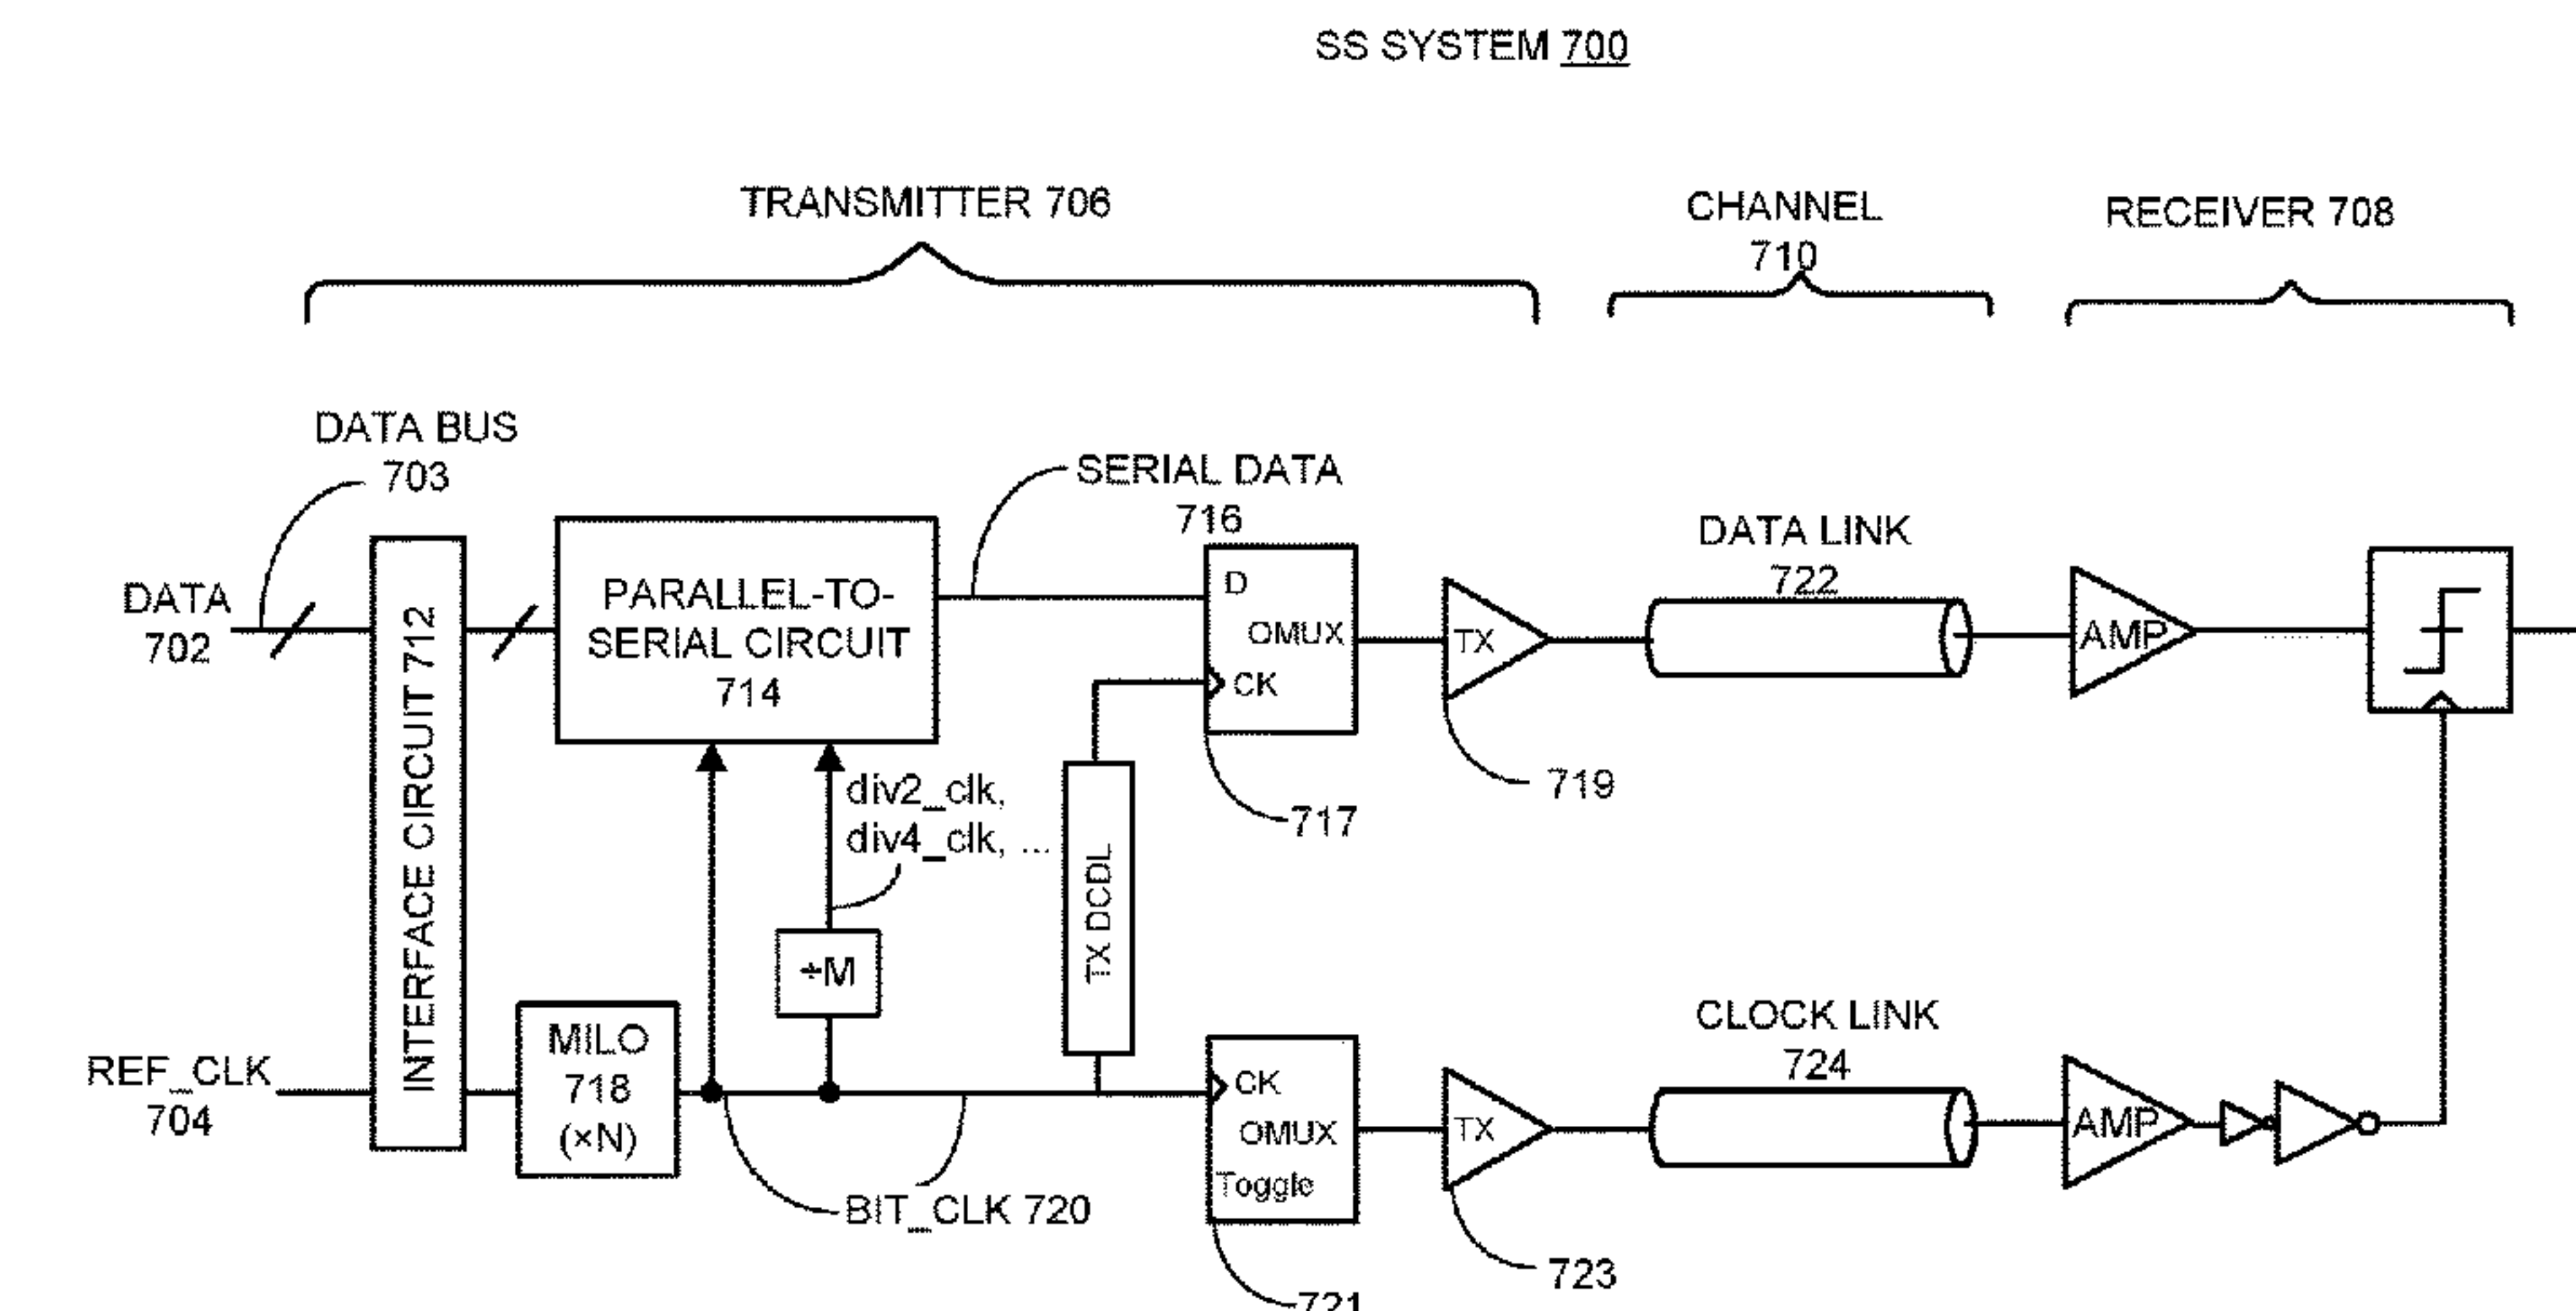 SS SYSTEM 700
TRANSMITTER 706
CHANNEL
710
RECEIVER 708
DATA BUS
703
SERIAL DATA
716
DATA LINK
722
DATA
702
INTERFACE CIRCUIT 712
PARALLEL-TO-
SERIAL CIRCUIT
714
D
OMUX
CK
TX
AMP
719
717
div2_clk,
div4_clk, ...
TX DCDL
÷M
REF_CLK
704
MILO
718
(×N)
BIT_CLK 720
CK
OMUX
Toggle
TX
CLOCK LINK
724
AMP
723
721